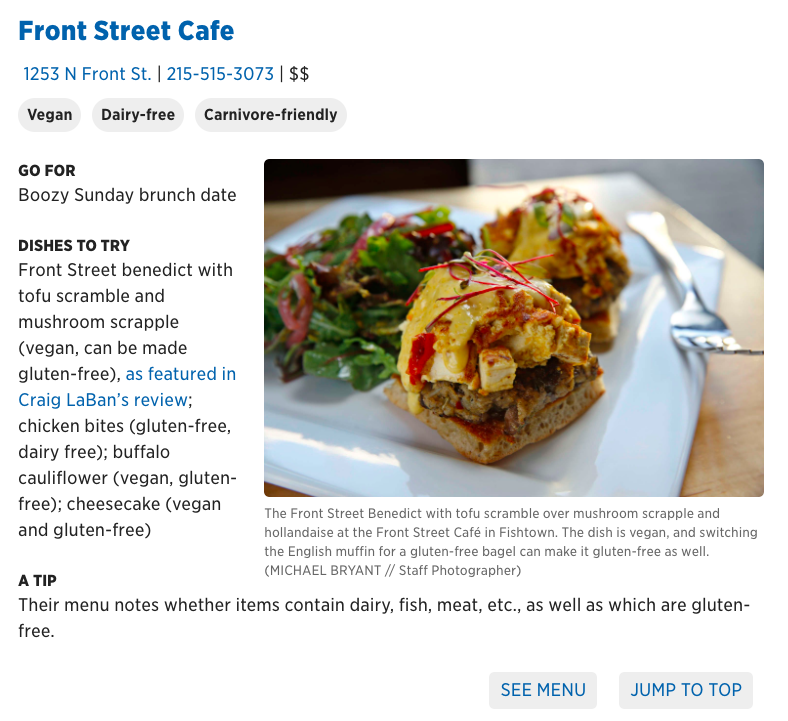 Front Street Cafe
1253 N Front St. | 215-515-3073 | $$
Vegan Dairy-free Carnivore-friendly
GO FOR
Boozy Sunday brunch date
DISHES TO TRY
Front Street benedict with
tofu scramble and
mushroom scrapple
(vegan, can be made
gluten-free), as featured in
Craig LaBan’s review;
chicken bites (gluten-free,
dairy free); buffalo
cauliflower (vegan, gluten-
free); cheesecake (vegan
and gluten-free)
The Front Street Benedict with tofu scramble over mushroom scrapple and
hollandaise at the Front Street Café in Fishtown. The dish is vegan, and switching
the English muffin for a gluten-free bagel can make it gluten-free as well.
(MICHAEL BRYANT // Staff Photographer)
A TIP
Their menu notes whether items contain dairy, fish, meat, etc., as well as which are gluten-
free.
SEE MENU JUMP TO TOP